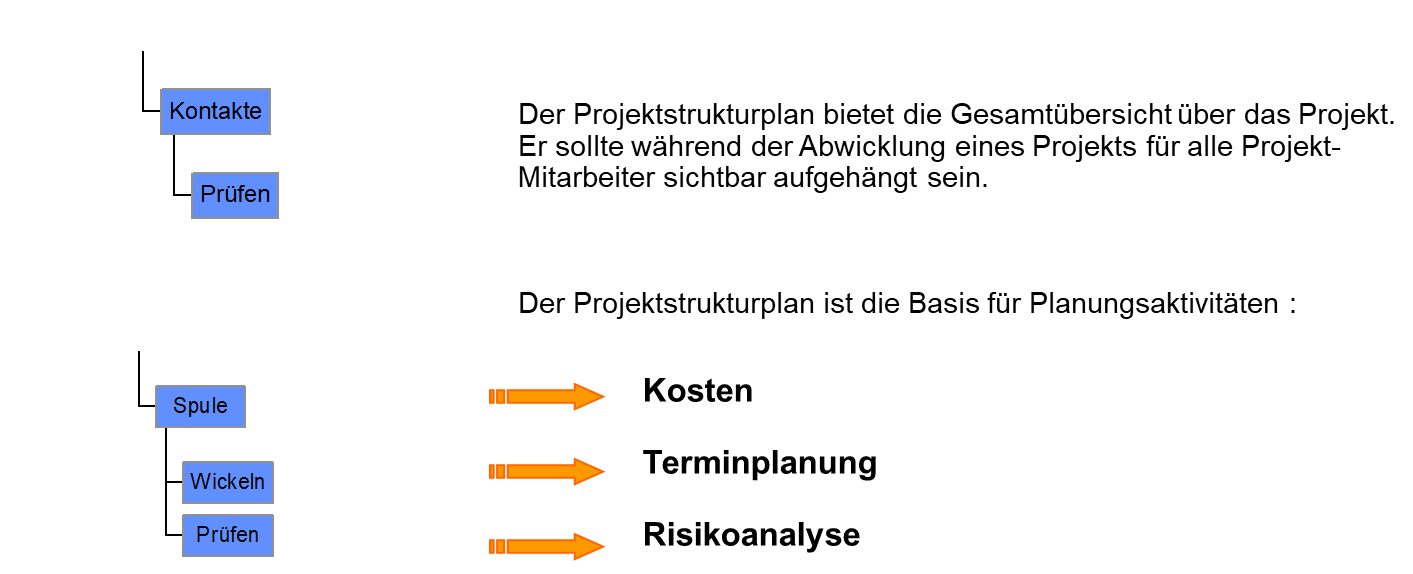 Kontakte
Prüfen
Der Projektstrukturplan bietet die Gesamtübersicht über das Projekt.
Er sollte während der Abwicklung eines Projekts für alle Projekt-
Mitarbeiter sichtbar aufgehängt sein.
Der Projektstrukturplan ist die Basis für Planungsaktivitäten :
Spule
Wickeln
Prüfen
Kosten
Terminplanung
Risikoanalyse